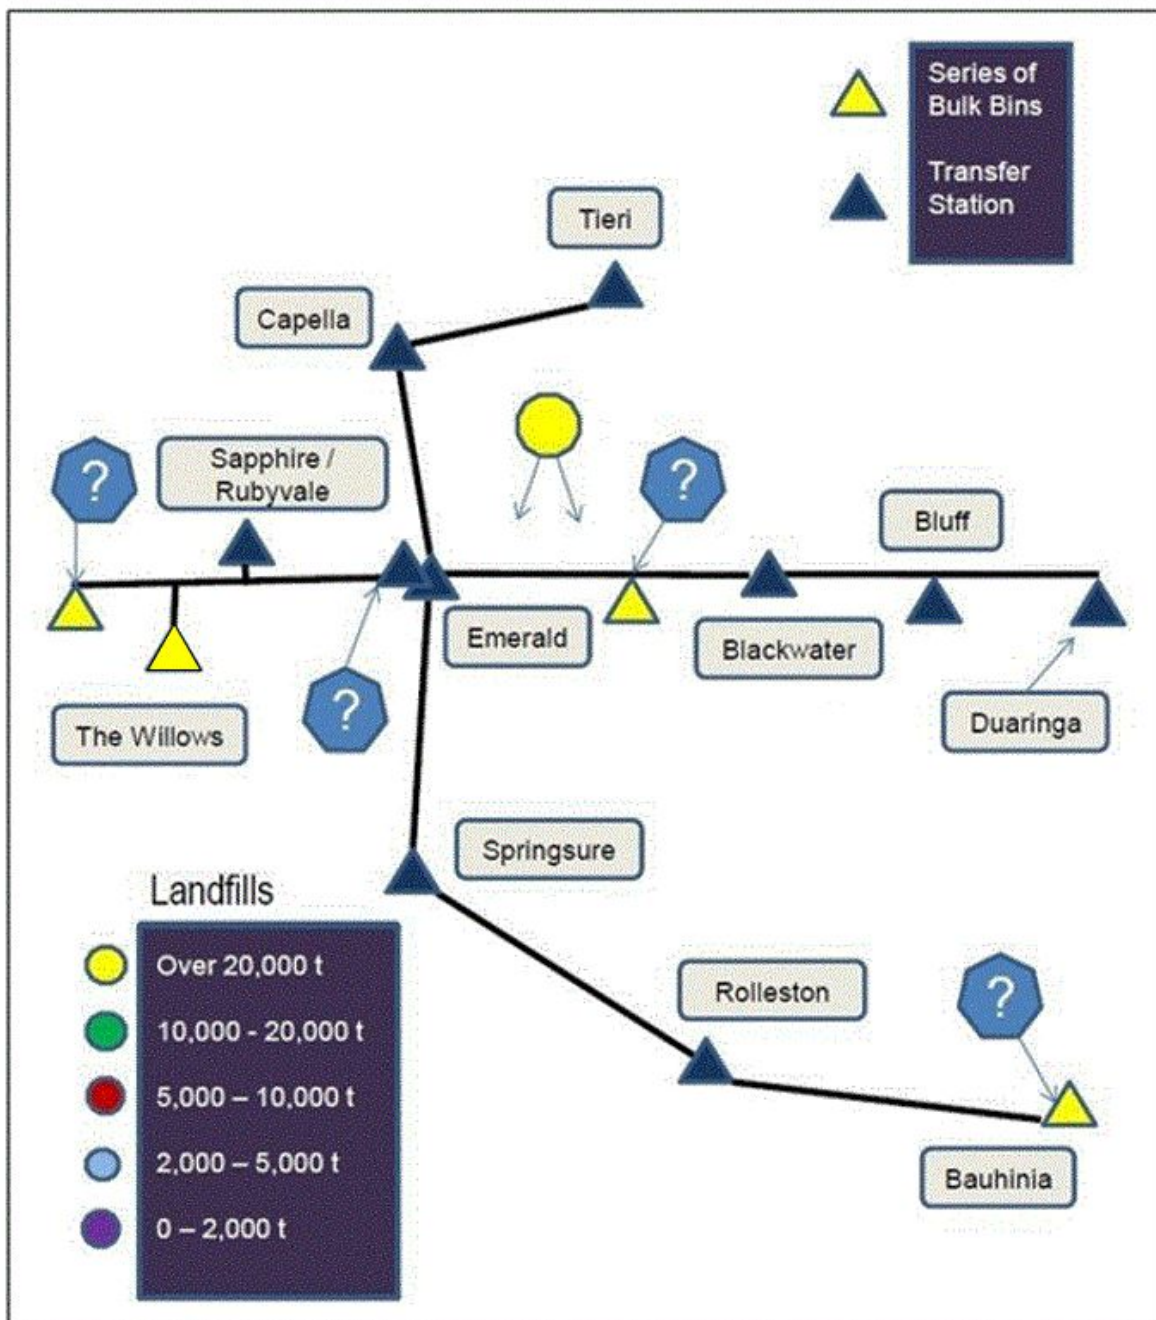 Series of
Bulk Bins
Transfer
Station
Tieri
Capella
Sapphire /
Rubyvale
?
?
Bluff
Emerald
Blackwater
?
The Willows
Duaringa
Springsure
Landfills
Over 20,000 t
10,000 - 20,000 t
5,000 – 10,000 t
2,000 – 5,000 t
0 – 2,000 t
Rolleston
?
Bauhinia